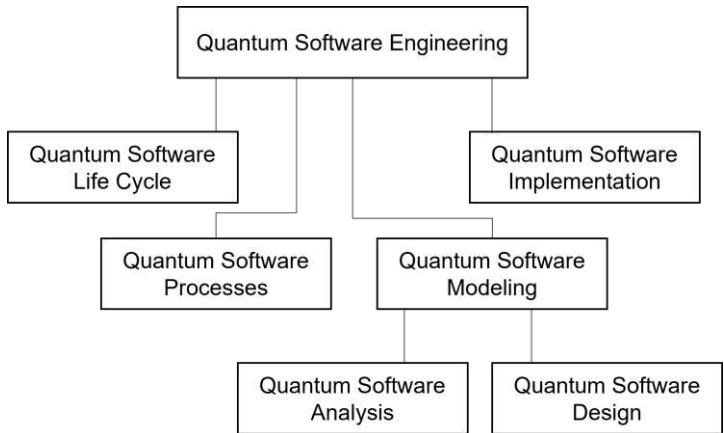 Quantum Software Engineering
Quantum Software
Life Cycle
Quantum Software
Implementation
Quantum Software
Processes
Quantum Software
Modeling
Quantum Software
Analysis
Quantum Software
Design